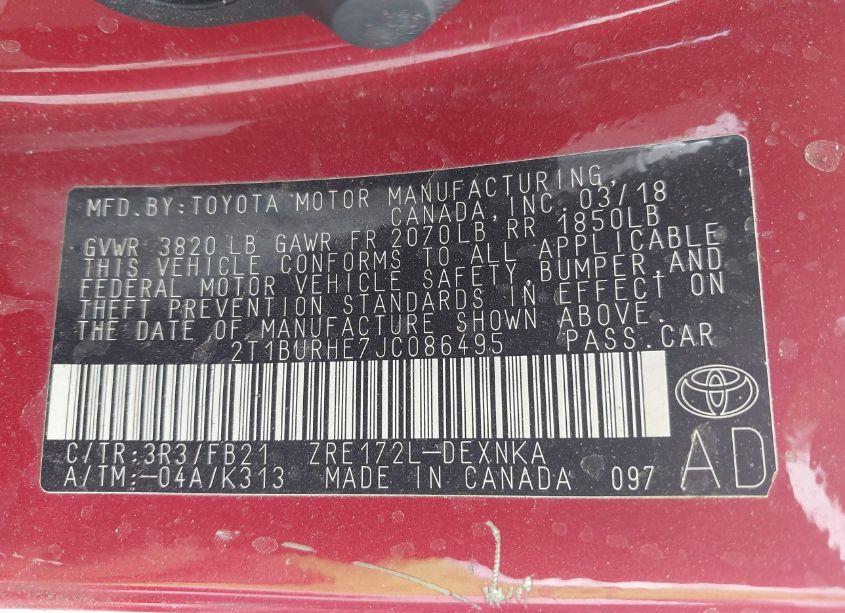 MFD. BY: TOYOTA MOTOR MANUFACTURING,
CANADA, INC. 03/18
GVWR 3820 LB GAWR FR 2070LB RR 1850LB
THIS VEHICLE CONFORMS TO ALL APPLICABLE
FEDERAL MOTOR VEHICLE SAFETY, BUMPER, AND
THEFT PREVENTION STANDARDS IN EFFECT ON
THE DATE OF MANUFACTURE SHOWN ABOVE.
2T1BURHE7JC086495 PASS. CAR
C/TR: 3R3/FB21 ZRE172L-DEXNKA
A/TM: -04A/K313 MADE IN CANADA 097 AD